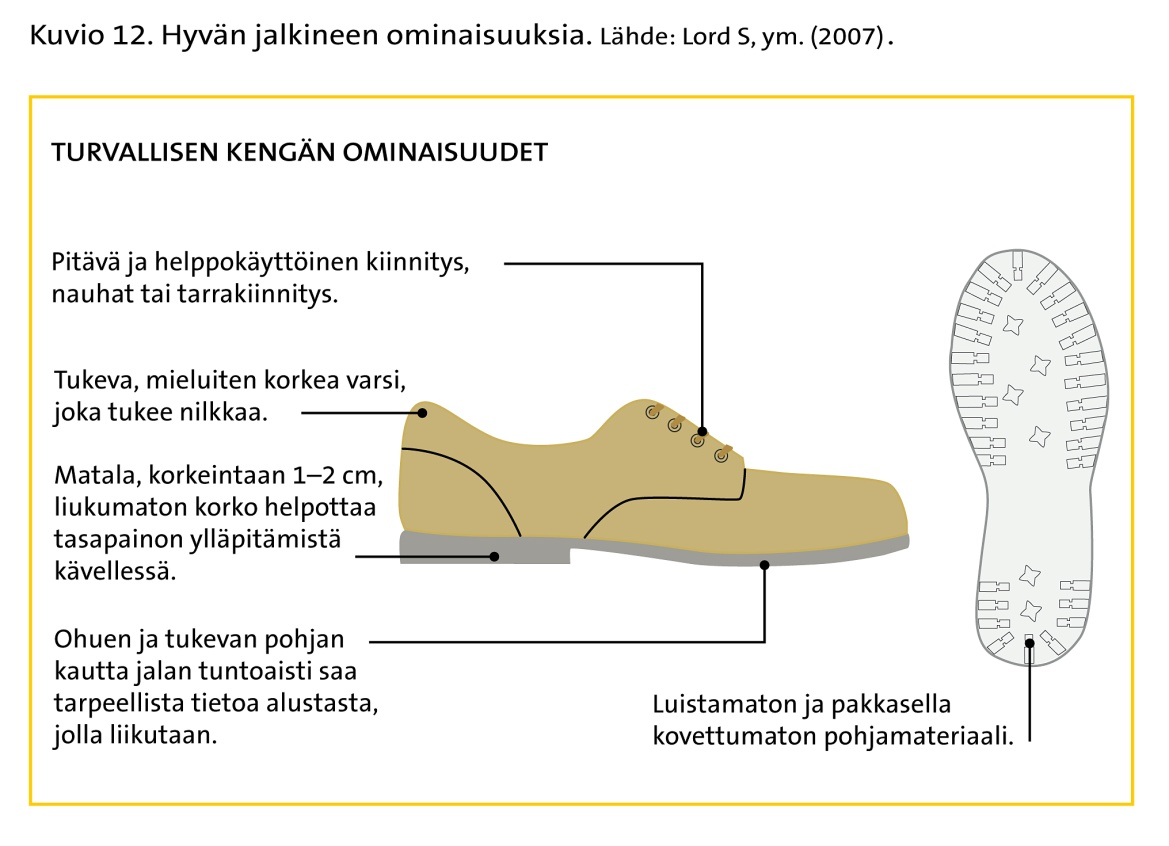 Kuvio 12. Hyvän jalkineen ominaisuuksia. Lähde: Lord S, ym. (2007).
TURVALLISEN KENGÄN OMINAISUUDET
Pitävä ja helppokäyttöinen kiinnitys,
nauhat tai tarrakiinnitys.
Tukeva, mieluiten korkea varsi,
joka tukee nilkkaa.
Matala, korkeintaan 1–2 cm,
liukumaton korko helpottaa
tasapainon ylläpitämistä
kävellessä.
Ohuen ja tukevan pohjan
kautta jalan tuntoaisti saa
tarpeellista tietoa alustasta,
jolla liikutaan.
Luistamaton ja pakkasella
kovettumaton pohjamateriaali.